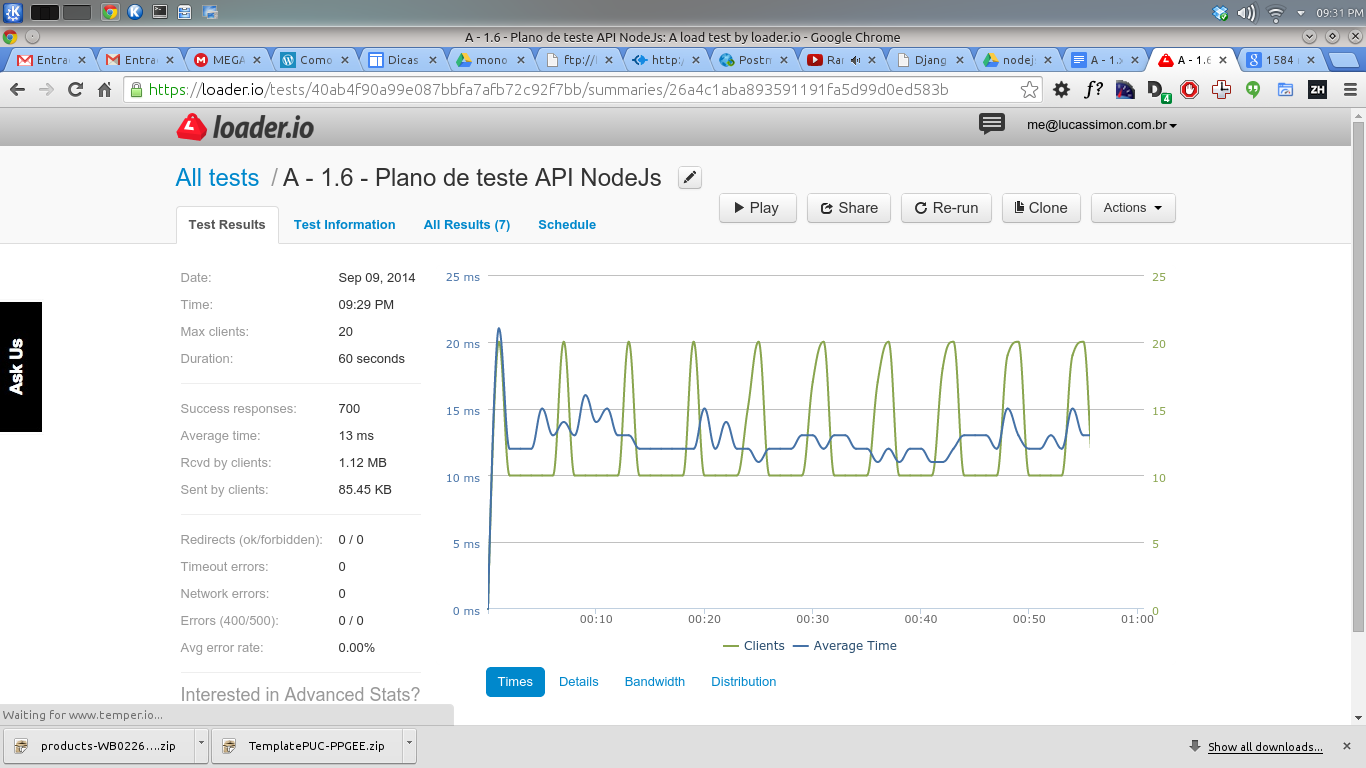 09:31 PM
A - 1.6 - Plano de teste API NodeJs: A load test by loader.io - Google Chrome
Entra Entra MEGA Como Dicas mono ftp://l http: Postn Rai Djang nodej A - 1. A - 1.6 1584
https://loader.io/tests/40ab4f90a99e087bbfa7afb72c92f7bb/summaries/26a4c1aba893591191fa5d99d0ed583b
f? D 4 ZH
loader.io
me@lucassimon.com.br
All tests / A - 1.6 - Plano de teste API NodeJs
Play Share Re-run Clone Actions
Test Results Test Information All Results (7) Schedule
Date: Sep 09, 2014
Time: 09:29 PM
Max clients: 20
Duration: 60 seconds
Success responses: 700
Average time: 13 ms
Rcvd by clients: 1.12 MB
Sent by clients: 85.45 KB
Redirects (ok/forbidden): 0 / 0
Timeout errors: 0
Network errors: 0
Errors (400/500): 0 / 0
Avg error rate: 0.00%
Interested in Advanced Stats?
Ask Us
25 ms 25
20 ms 20
15 ms 15
10 ms 10
5 ms 5
0 ms 0
00:10 00:20 00:30 00:40 00:50 01:00
Clients Average Time
Times Details Bandwidth Distribution
Waiting for www.temper.io...
products-WB0226....zip TemplatePUC-PPGEE.zip Show all downloads...